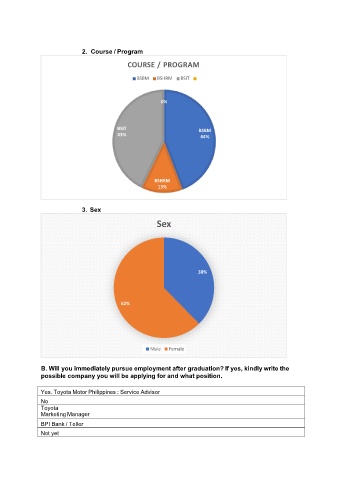 2. Course / Program
COURSE / PROGRAM
BSBM BSHRM BSIT
0%
BSBM
44%
BSIT
43%
BSHRM
13%
3. Sex
Sex
38%
62%
Male Female
B. Will you immediately pursue employment after graduation? If yes, kindly write the
possible company you will be applying for and what position.
Yes. Toyota Motor Philippines : Service Advisor
No
Toyota
Marketing Manager
BPI Bank / Teller
Not yet